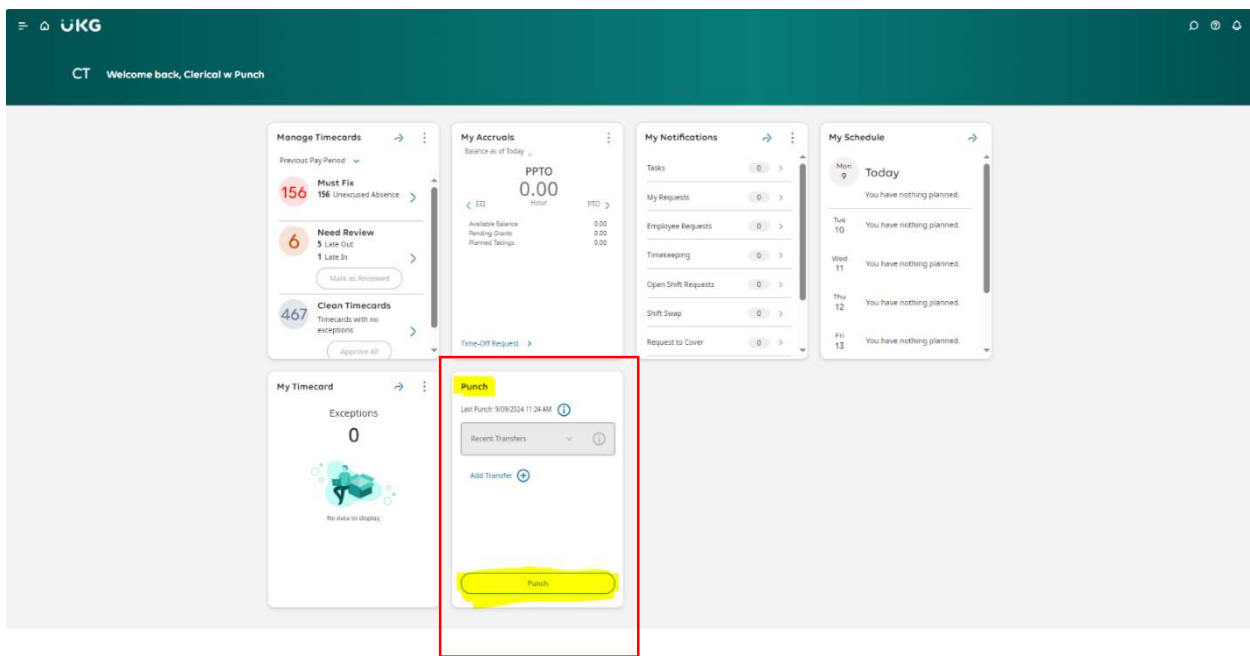 UKG
CT Welcome back, Clerical w Punch
Manage Timecards
Previous Pay Period
156
Must Fix
156 Unexcused Absence
6
Need Review
5 Late Out
1 Late In
Mark as Reviewed
467
Clean Timecards
Timecards with no
exceptions
Approve All
My Accruals
Balance as of Today
PPTO
0.00
Hour
EEI
PTO
Available Balance 0.00
Pending Grants 0.00
Planned Takings 0.00
Time-Off Request
My Notifications
Tasks 0
My Requests 0
Employee Requests 0
Timekeeping 0
Open Shift Requests 0
Shift Swap 0
Request to Cover 0
My Schedule
Mon
9
Today
You have nothing planned.
Tue
10
You have nothing planned.
Wed
11
You have nothing planned.
Thu
12
You have nothing planned.
Fri
13
You have nothing planned.
My Timecard
Exceptions
0
No data to display.
Punch
Last Punch: 9/09/2024 11:24 AM
Recent Transfers
Add Transfer
Punch